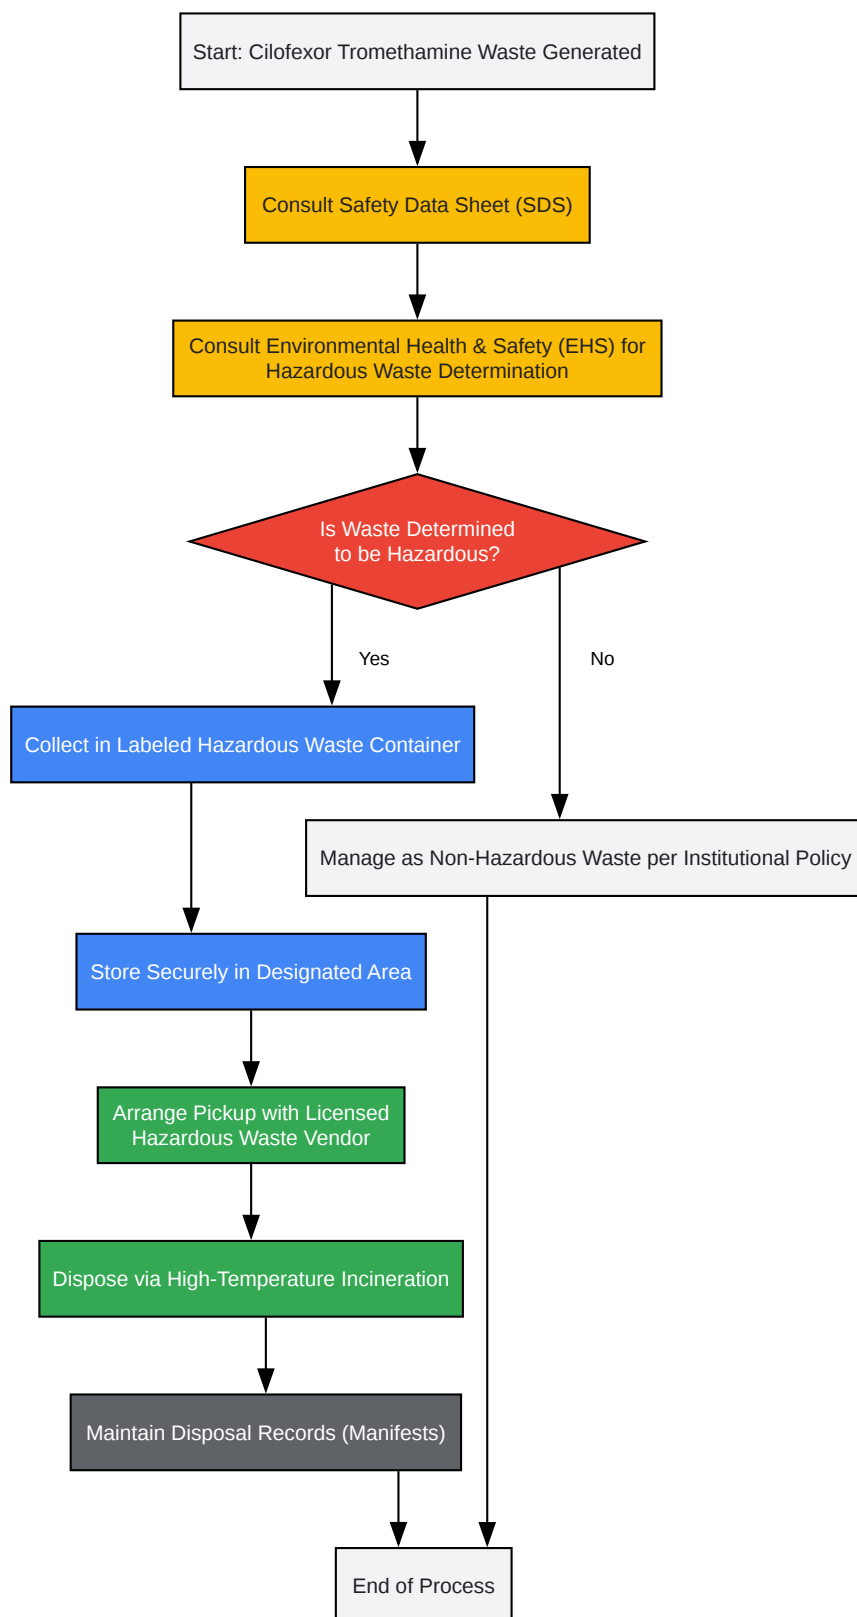 Start: Cilofexor Tromethamine Waste Generated
Consult Safety Data Sheet (SDS)
Consult Environmental Health & Safety (EHS) for
Hazardous Waste Determination
Is Waste Determined
to be Hazardous?
Yes
No
Collect in Labeled Hazardous Waste Container
Manage as Non-Hazardous Waste per Institutional Policy
Store Securely in Designated Area
Arrange Pickup with Licensed
Hazardous Waste Vendor
Dispose via High-Temperature Incineration
Maintain Disposal Records (Manifests)
End of Process